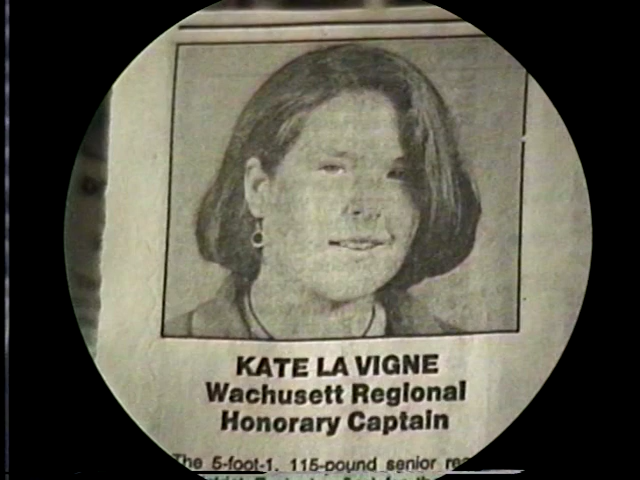 KATE LA VIGNE
Wachusett Regional
Honorary Captain
The 5-foot-1, 115-pound senior